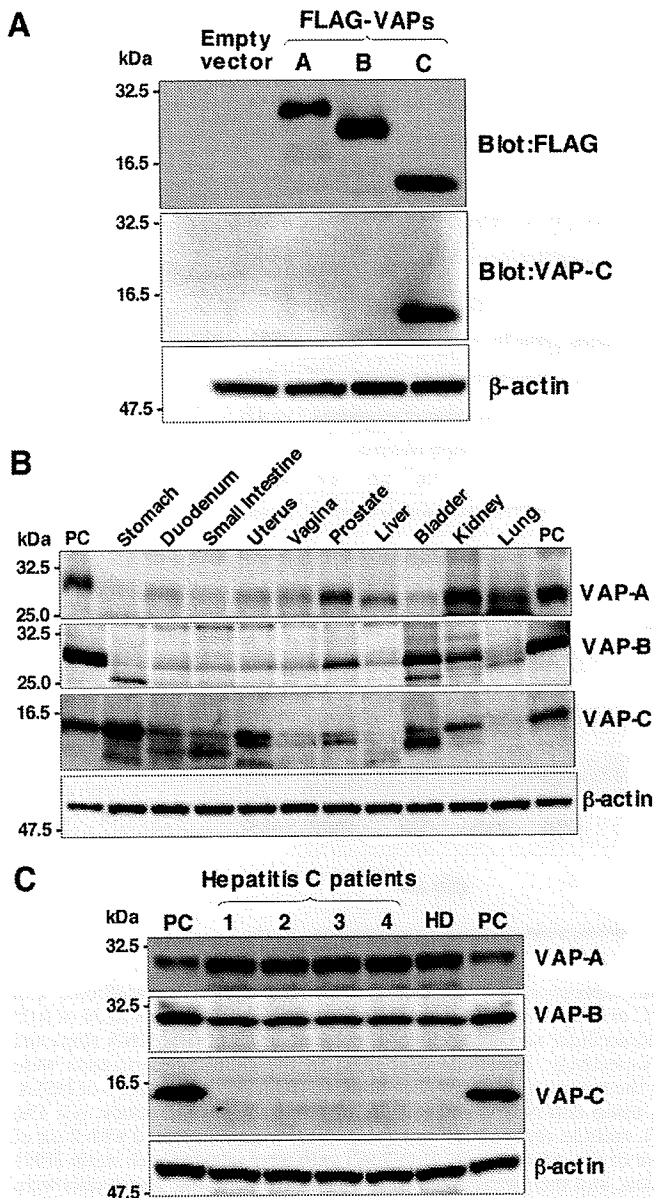 A
FLAG-VAPs
Empty vector A B C
kDa
32.5
16.5
Blot:FLAG
32.5
16.5
Blot:VAP-C
β-actin
47.5
B
kDa PC Stomach Duodenum Small Intestine Uterus Vagina Prostate Liver Bladder Kidney Lung PC
32.5
25.0
VAP-A
32.5
25.0
VAP-B
16.5
VAP-C
β-actin
47.5
C
Hepatitis C patients
kDa PC 1 2 3 4 HD PC
32.5
VAP-A
32.5
VAP-B
16.5
VAP-C
β-actin
47.5